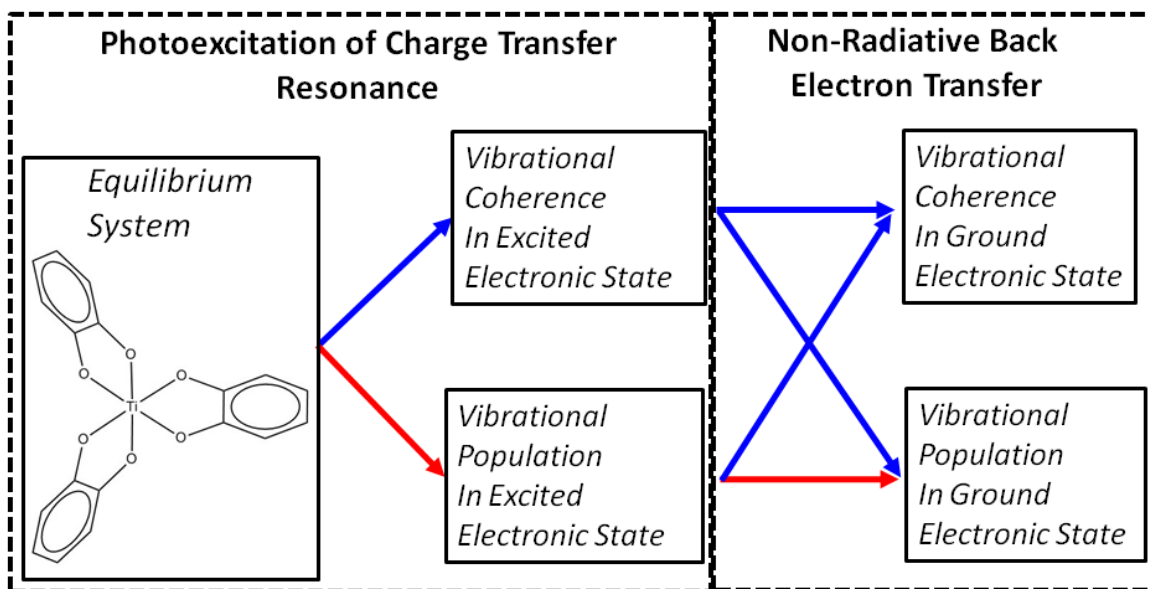 Photoexcitation of Charge Transfer
Resonance
Non-Radiative Back
Electron Transfer
Equilibrium
System
O
O
O
O
Ti
O
O
Vibrational
Coherence
In Excited
Electronic State
Vibrational
Population
In Excited
Electronic State
Vibrational
Coherence
In Ground
Electronic State
Vibrational
Population
In Ground
Electronic State